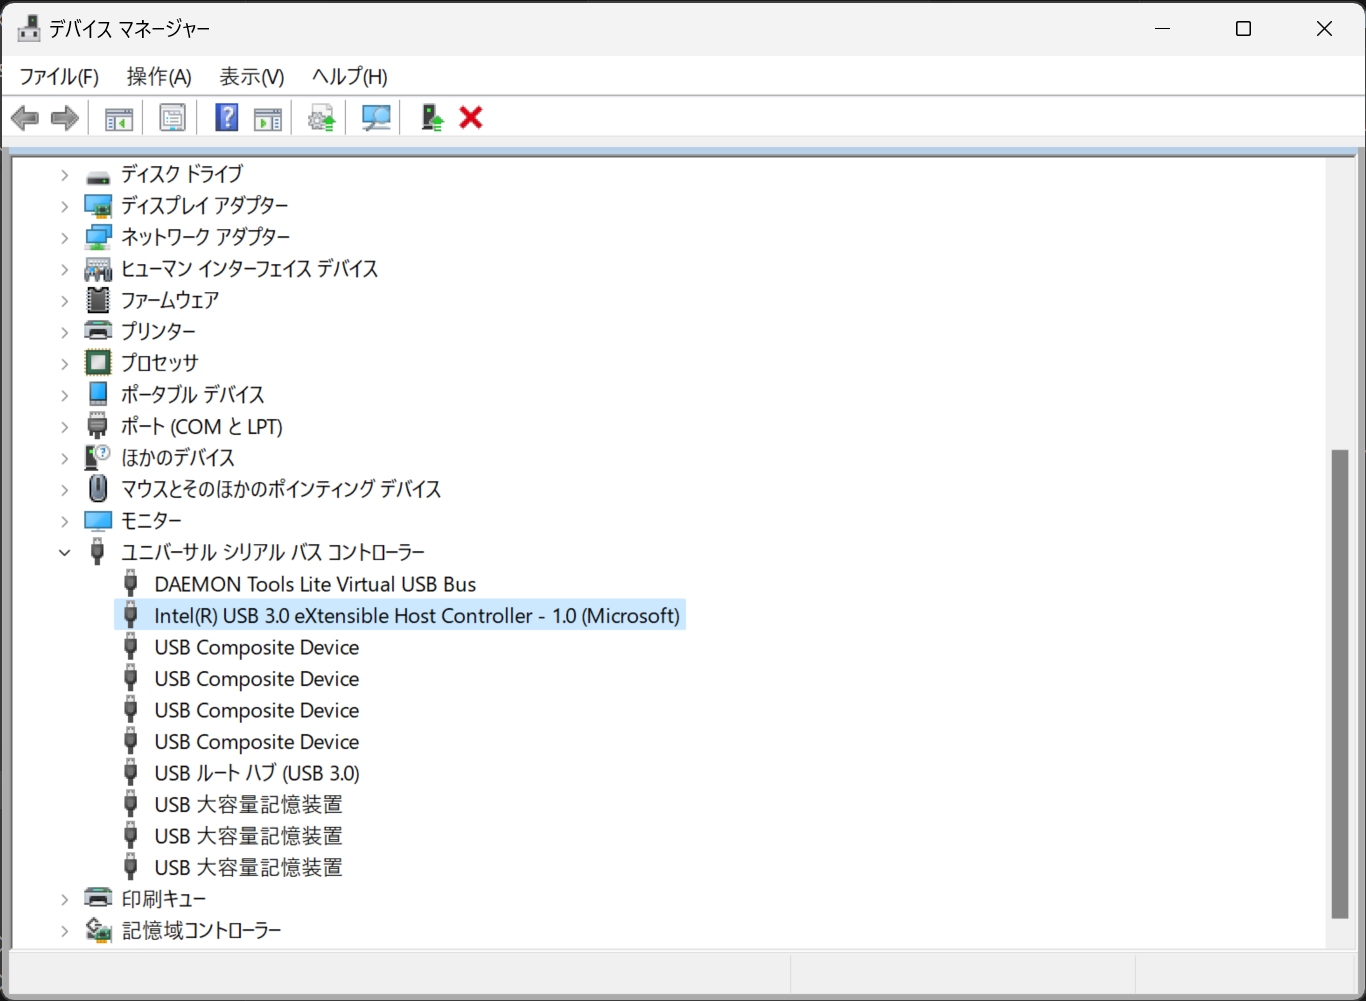 デバイス マネージャー
ファイル(F) 操作(A) 表示(V) ヘルプ(H)
ディスク ドライブ
ディスプレイ アダプター
ネットワーク アダプター
ヒューマン インターフェイス デバイス
ファームウェア
プリンター
プロセッサ
ポータブル デバイス
ポート (COM と LPT)
ほかのデバイス
マウスとそのほかのポインティング デバイス
モニター
ユニバーサル シリアル バス コントローラー
DAEMON Tools Lite Virtual USB Bus
Intel(R) USB 3.0 eXtensible Host Controller - 1.0 (Microsoft)
USB Composite Device
USB Composite Device
USB Composite Device
USB Composite Device
USB ルート ハブ (USB 3.0)
USB 大容量記憶装置
USB 大容量記憶装置
USB 大容量記憶装置
印刷キュー
記憶域コントローラー